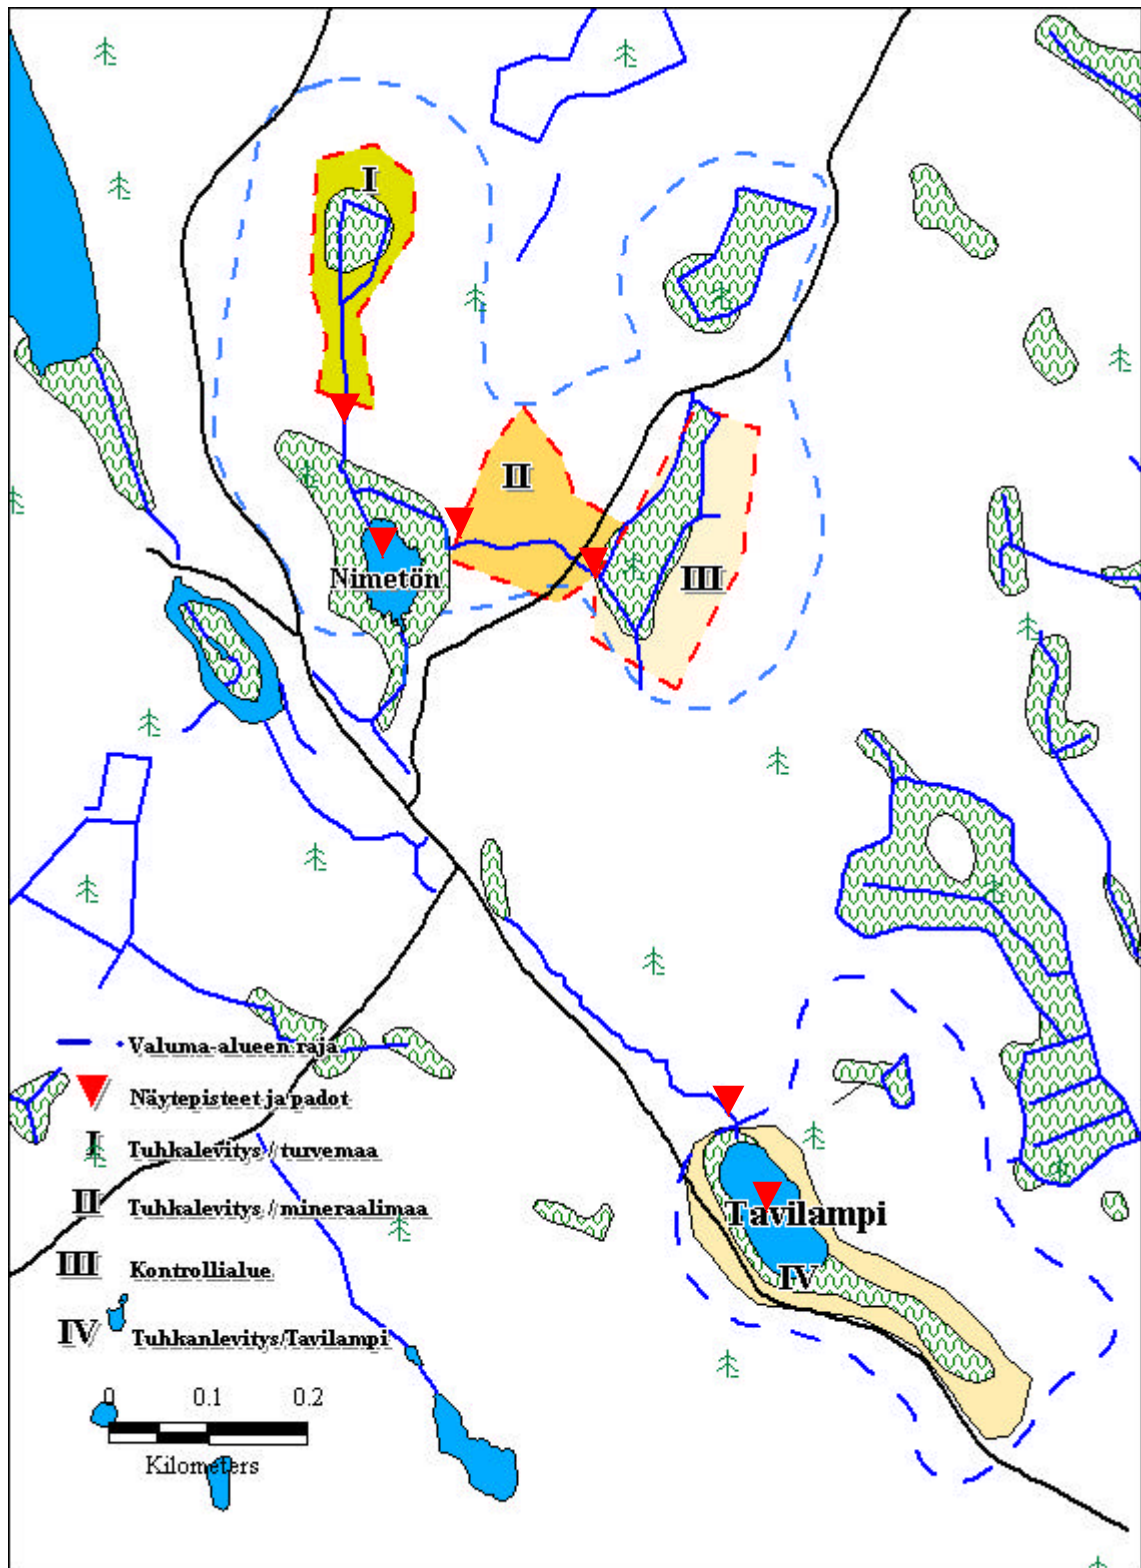 I
II
Nimetön
III
Valuma-alueen raja
Näytepisteet ja padot
I Tuhkalevitys / turvemaa
II Tuhkalevitys / mineraalimaa
III Kontrollialue
IV Tuhkanlevitys/Tavilampi
Tavilampi
IV
0 0.1 0.2
Kilometers